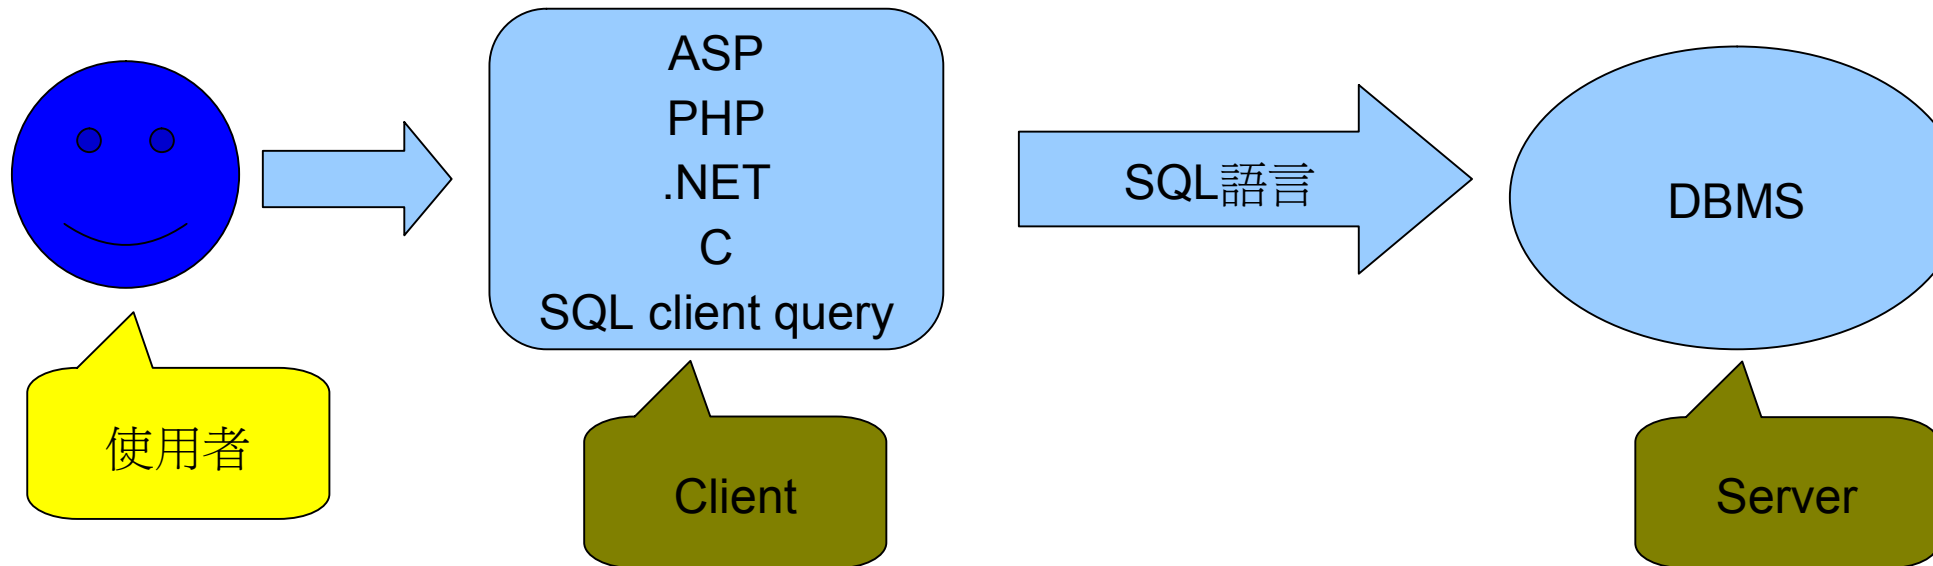 ASP
PHP
.NET
C
SQL client query
SQL語言
DBMS
使用者
Client
Server